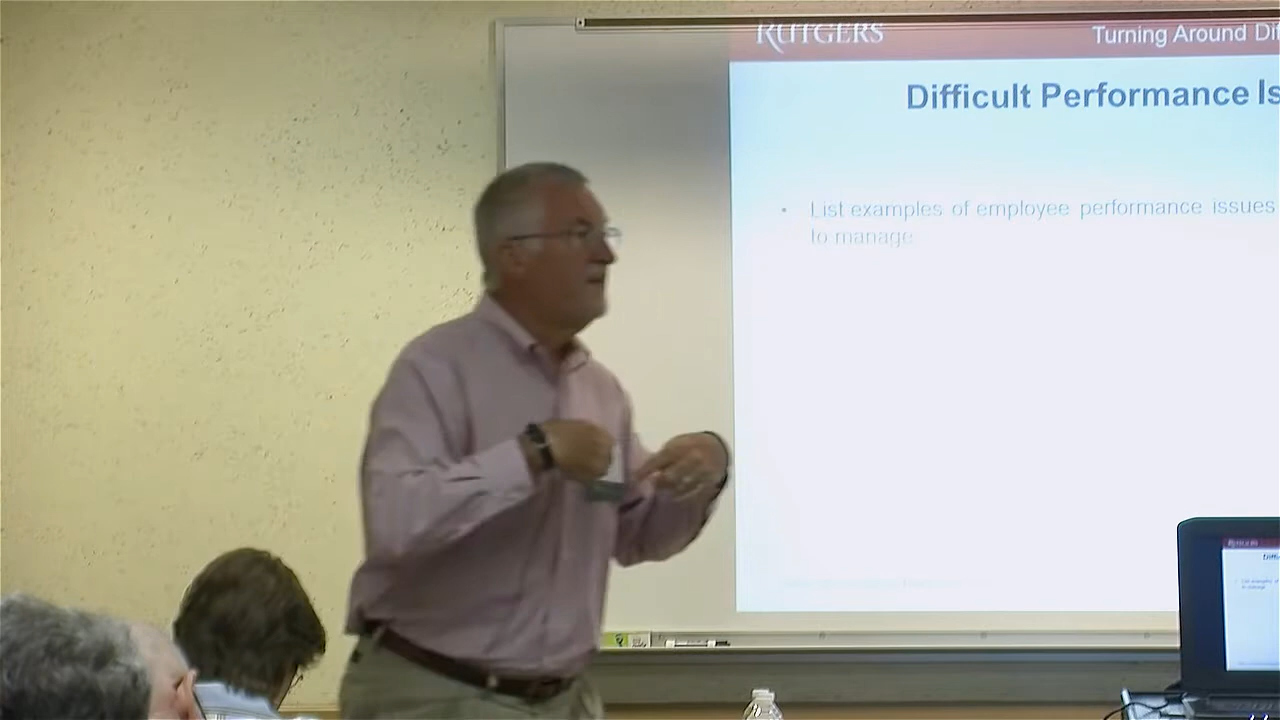 RUTGERS
Turning Around Dif
Difficult Performance Is
• List examples of employee performance issues
to manage